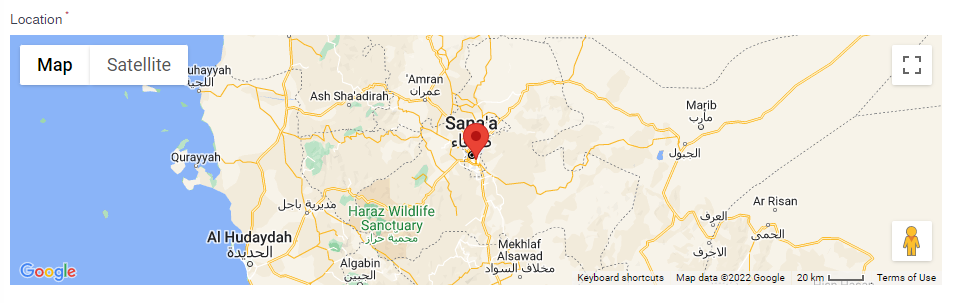 Location *
Map
Satellite
uhayyah
اللحية
'Amran
عمران
Ash Sha'adirah
Sana'a
Marib
مأرب
الجبول
Qurayyah
مديرية باجل
Haraz Wildlife
Sanctuary
محمية حراز
Ar Risan
العرف
الحمى
Al Hudaydah
الحديدة
Mekhlaf
Alsawad
مخلاف السواد
الاخرف
Algabin
الجبين
Google
Keyboard shortcuts
Map data ©2022 Google
20 km
Terms of Use